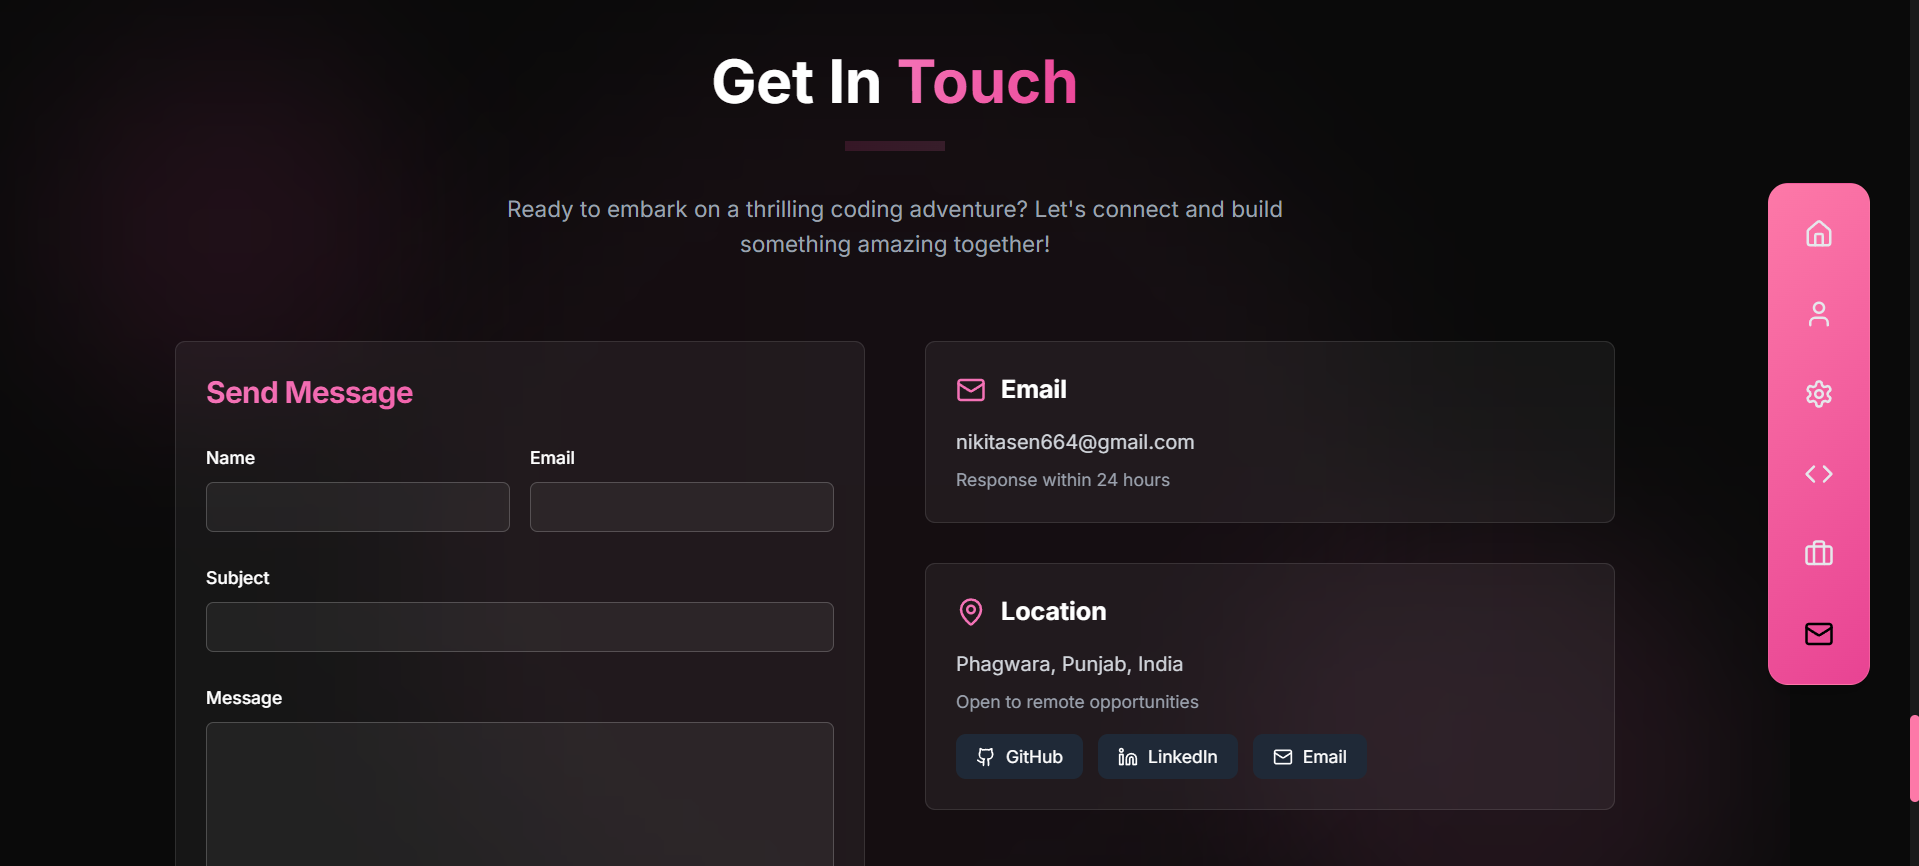 Get In Touch
Ready to embark on a thrilling coding adventure? Let's connect and build
something amazing together!
Send Message
Name
Email
Subject
Message
Email
nikitasen664@gmail.com
Response within 24 hours
Location
Phagwara, Punjab, India
Open to remote opportunities
GitHub
LinkedIn
Email